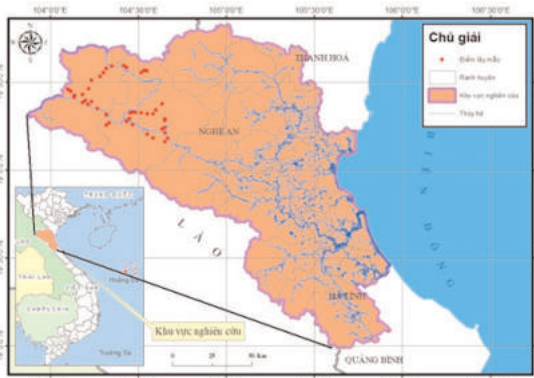 104°0'0"E 104°30'0"E 105°0'0"E 105°30'0"E 106°0'0"E 106°30'0"E
Chú giải
Điểm lấy mẫu
Ranh huyện
Khu vực nghiên cứu
Thủy hệ
THANH HOÁ
NGHỆ AN
BIỂN ĐÔNG
LÀO
TRUNG QUỐC
Hoàng Sa
THÁI LAN
VIỆT NAM
CAMPUCHIA
Trường Sa
HÀ TĨNH
Khu vực nghiên cứu
QUẢNG BÌNH
0 25 50 Km